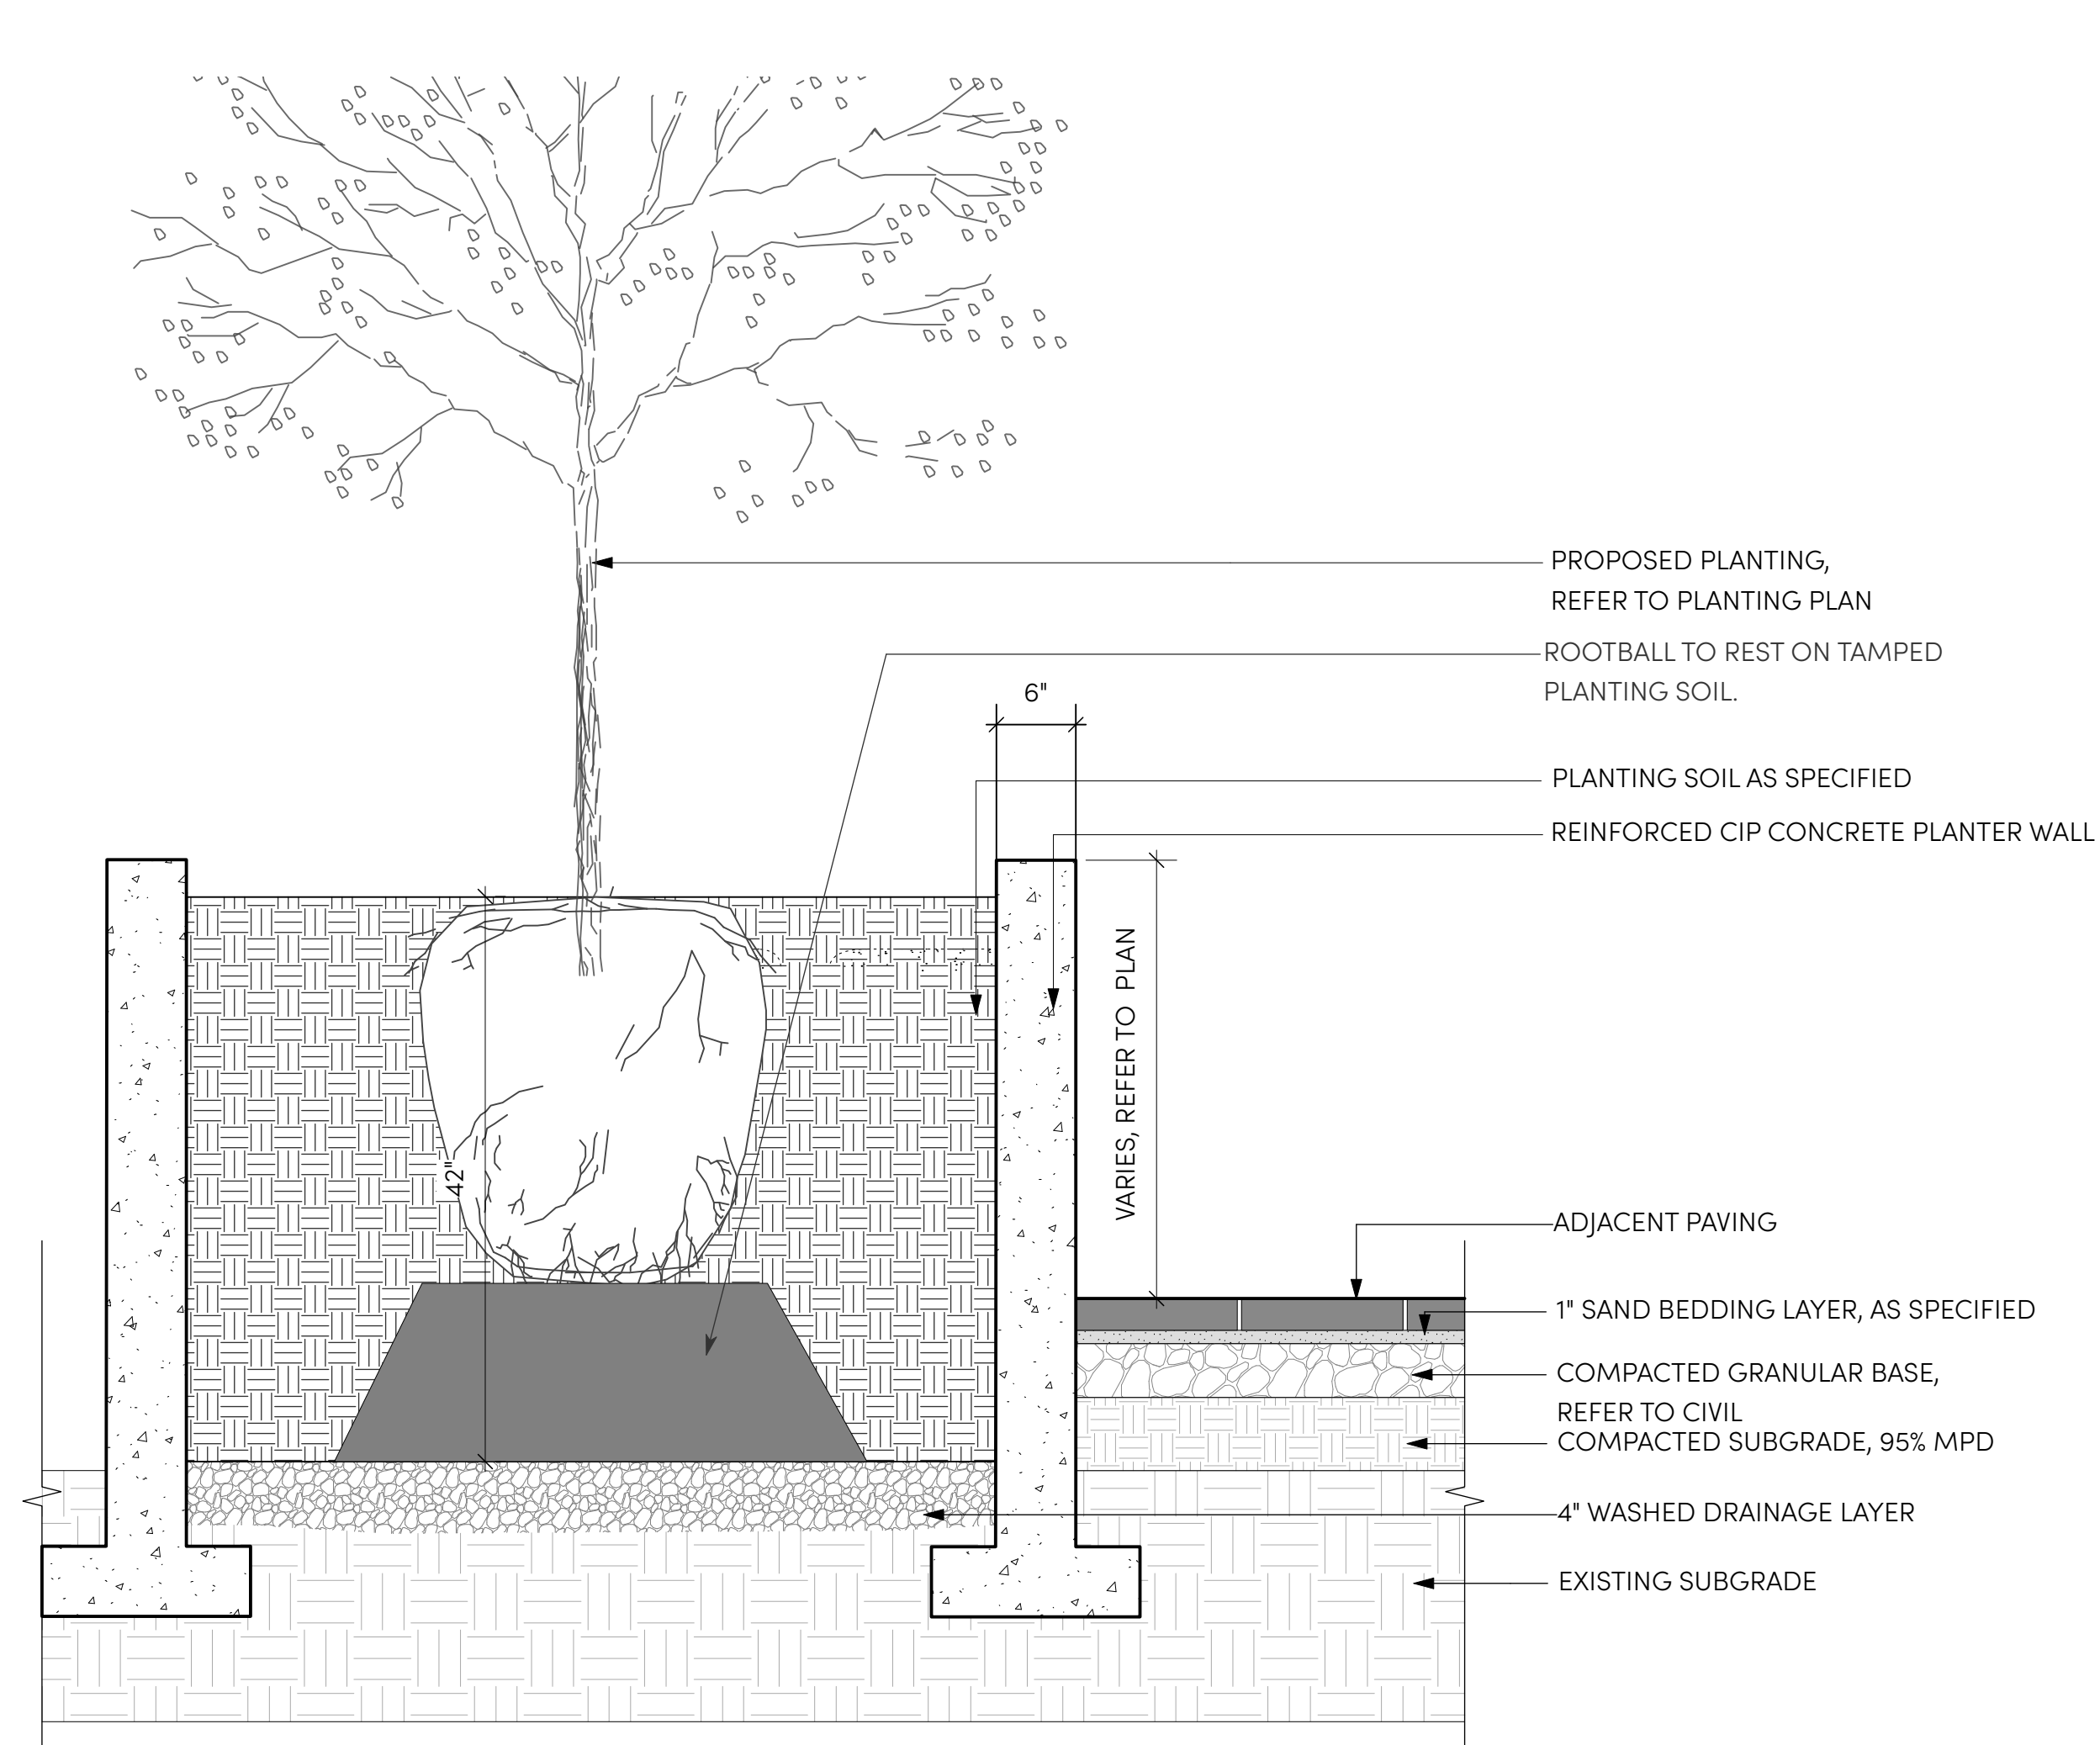 PROPOSED PLANTING,
REFER TO PLANTING PLAN
ROOTBALL TO REST ON TAMPED
PLANTING SOIL.
6"
PLANTING SOIL AS SPECIFIED
REINFORCED CIP CONCRETE PLANTER WALL
VARIES, REFER TO PLAN
42"
ADJACENT PAVING
1" SAND BEDDING LAYER, AS SPECIFIED
COMPACTED GRANULAR BASE,
REFER TO CIVIL
COMPACTED SUBGRADE, 95% MPD
4" WASHED DRAINAGE LAYER
EXISTING SUBGRADE